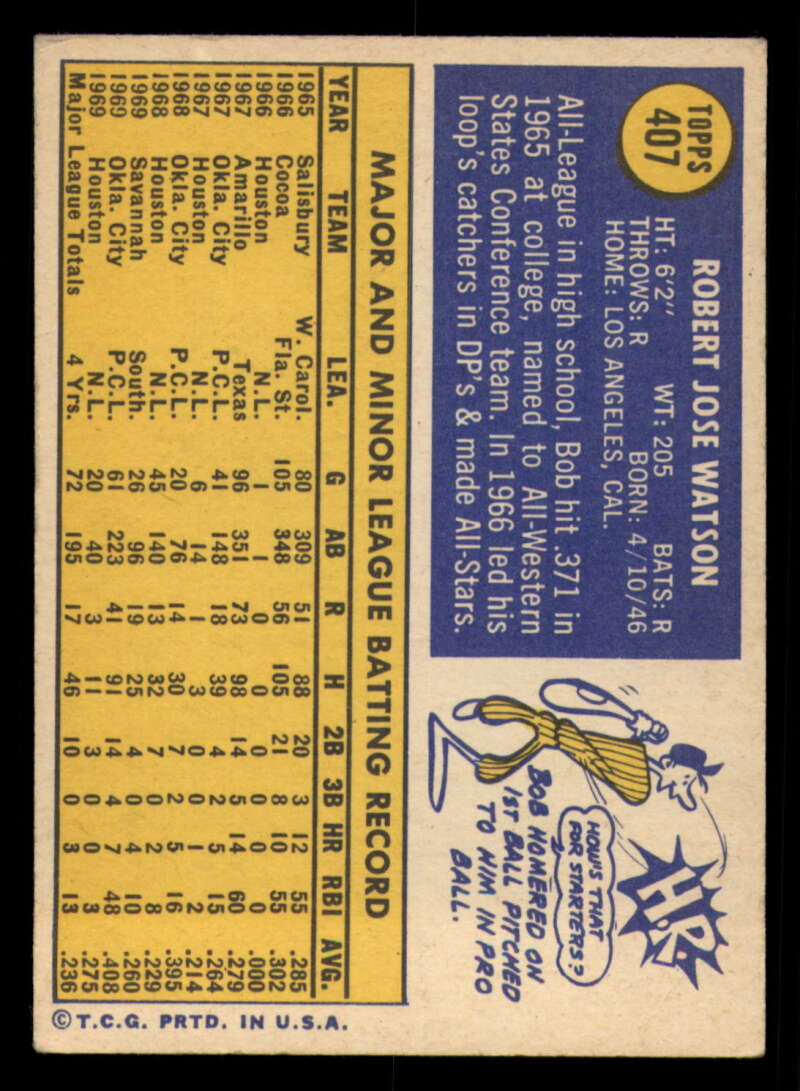 TOPPS
407
ROBERT JOSE WATSON
HT: 6'2" WT: 205 BATS: R
THROWS: R BORN: 4/10/46
HOME: LOS ANGELES, CAL.
All-League in high school, Bob hit .371 in
1965 at college, named to All-Western
States Conference team. In 1966 led his
loop's catchers in DP's & made All-Stars.
H.R.
HOW'S THAT
FOR STARTERS?
BOB HOMERED ON
1ST BALL PITCHED
TO HIM IN PRO
BALL.
MAJOR AND MINOR LEAGUE BATTING RECORD
YEAR TEAM LEA. G AB R H 2B 3B HR RBI AVG.
1965 Salisbury W. Carol. 80 309 51 88 20 3 12 55 .285
1966 Cocoa Fla. St. 105 348 56 105 21 8 10 55 .302
1966 Houston N.L. 1 1 0 0 0 0 0 0 .000
1967 Amarillo Texas 96 351 73 98 14 5 14 60 .279
1967 Okla. City P.C.L. 41 148 18 39 4 2 5 15 .264
1967 Houston N.L. 6 14 1 3 0 0 1 2 .214
1968 Okla. City P.C.L. 20 76 14 30 7 2 5 16 .395
1968 Houston N.L. 45 140 13 32 7 0 2 8 .229
1969 Savannah South. 26 96 19 25 4 0 4 10 .260
1969 Okla. City P.C.L. 61 223 41 91 14 4 7 48 .408
1969 Houston N.L. 20 40 3 11 3 0 0 3 .275
Major League Totals 4 Yrs. 72 195 17 46 10 0 3 13 .236
© T.C.G. PRTD. IN U.S.A.